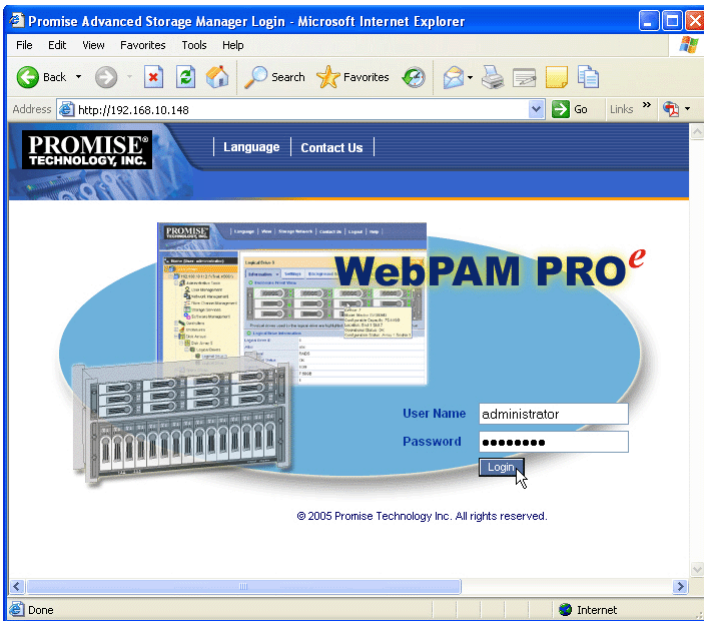 Promise Advanced Storage Manager Login - Microsoft Internet Explorer
File Edit View Favorites Tools Help
Back Search Favorites
Address http://192.168.10.148 Go Links »
PROMISE®
TECHNOLOGY, INC.
Language Contact Us
PROMISE
WebPAM PROe
User Name administrator
Password ●●●●●●●●
Login
© 2005 Promise Technology Inc. All rights reserved.
Done Internet